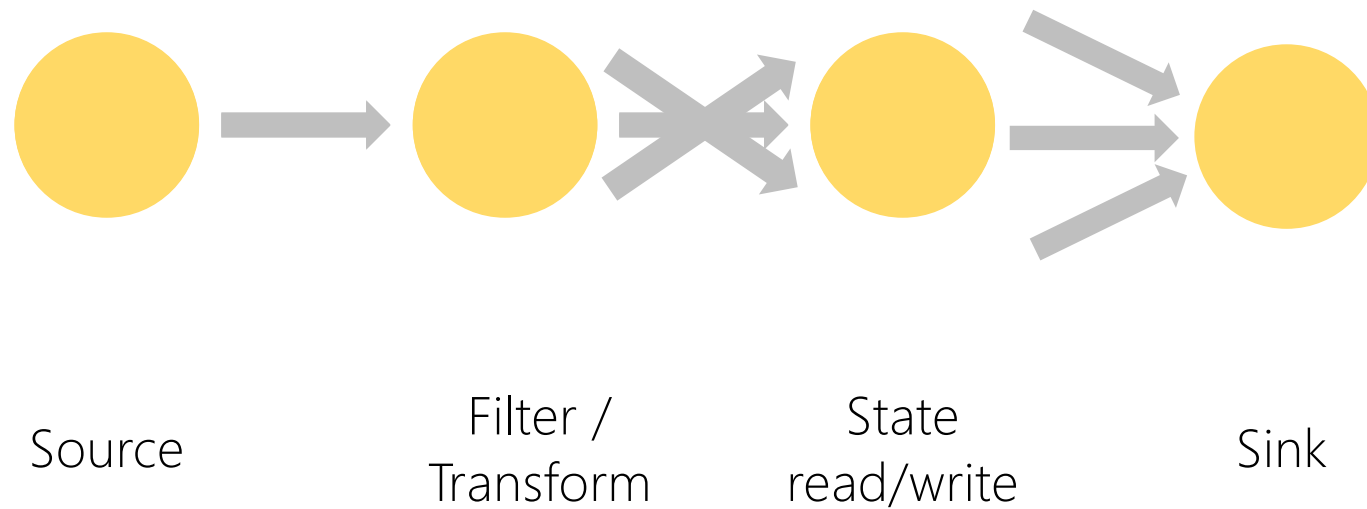 Source
Filter /
Transform
State
read/write
Sink